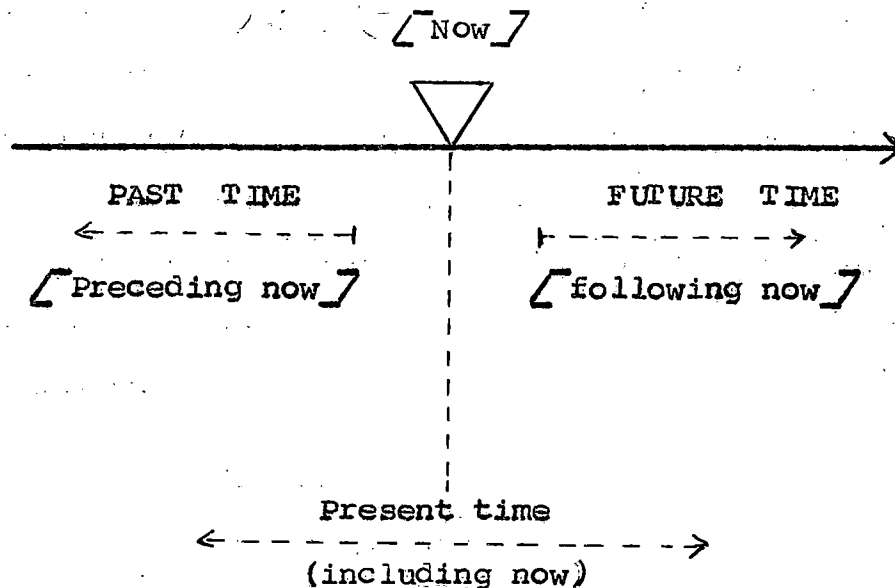 [Now]
PAST TIME
FUTURE TIME
[Preceding now]
[following now]
Present time
(including now)